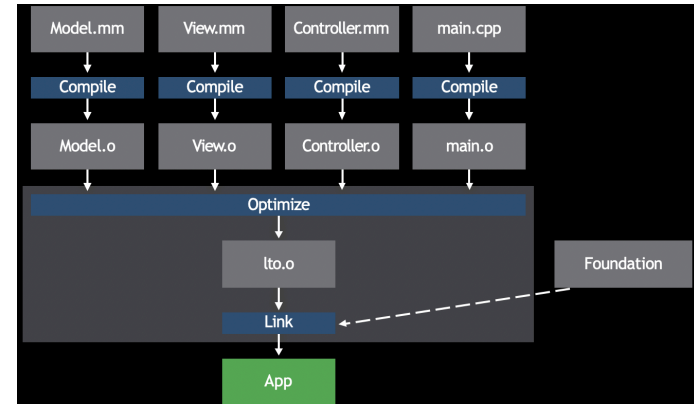 Model.mm
View.mm
Controller.mm
main.cpp
Compile
Compile
Compile
Compile
Model.o
View.o
Controller.o
main.o
Optimize
lto.o
Foundation
Link
App